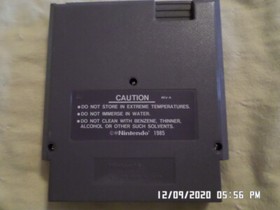 CAUTION
• DO NOT STORE IN EXTREME TEMPERATURES.
• DO NOT IMMERSE IN WATER.
• DO NOT CLEAN WITH BENZENE, THINNER,
ALCOHOL OR OTHER SUCH SOLVENTS.
©Nintendo 1985
12/09/2020 05:56 PM